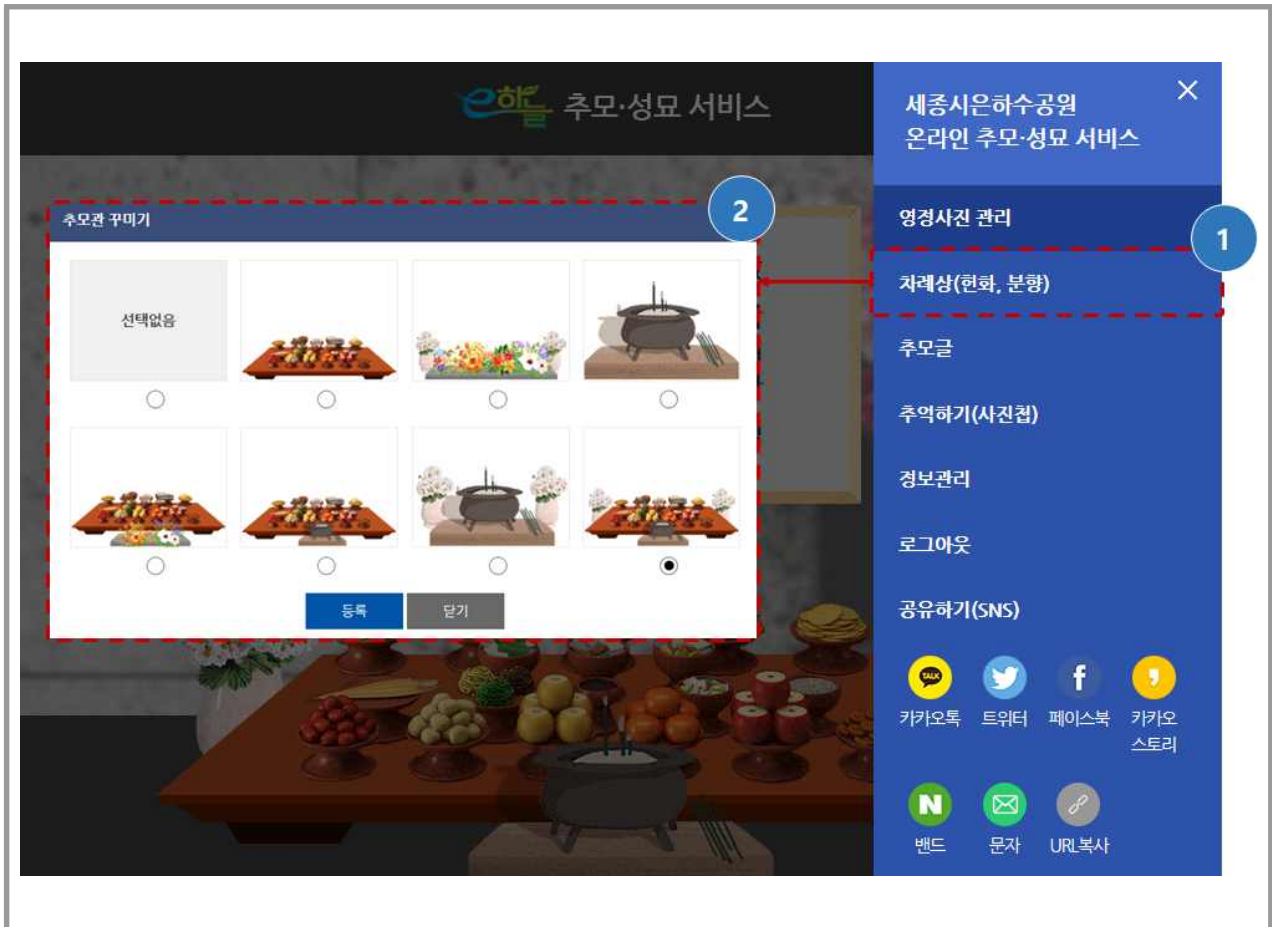 e하늘 추모·성묘 서비스
세종시은하수공원
온라인 추모·성묘 서비스
추모관 꾸미기
2
선택없음
등록
닫기
영경사진 관리
1
차례상(헌화, 분향)
추모글
추억하기(사진첩)
정보관리
로그아웃
공유하기(SNS)
TALK
카카오톡
트위터
페이스북
카카오
스토리
밴드
문자
URL복사